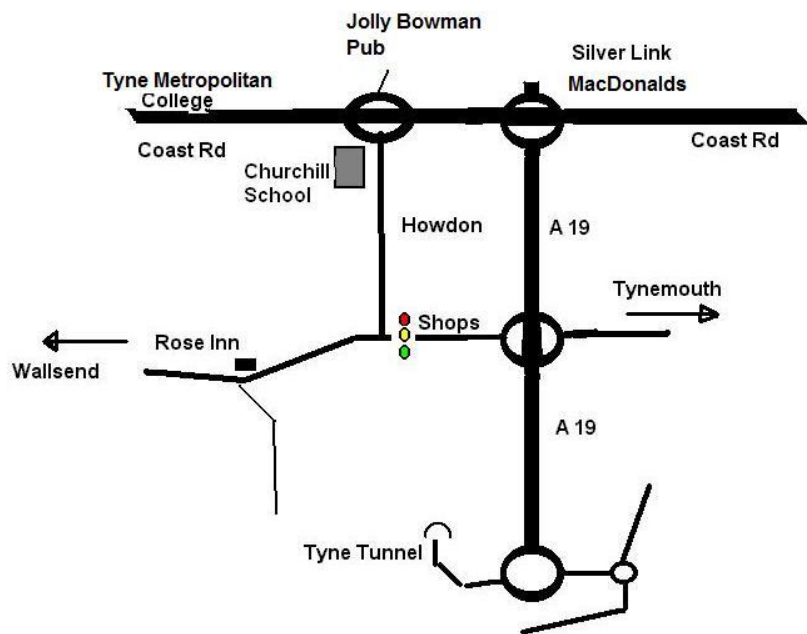 Jolly Bowman
Pub
Silver Link
MacDonalds
Tyne Metropolitan
College
Coast Rd
Coast Rd
Churchill
School
Howdon
A 19
Tynemouth
Shops
Rose Inn
Wallsend
A 19
Tyne Tunnel